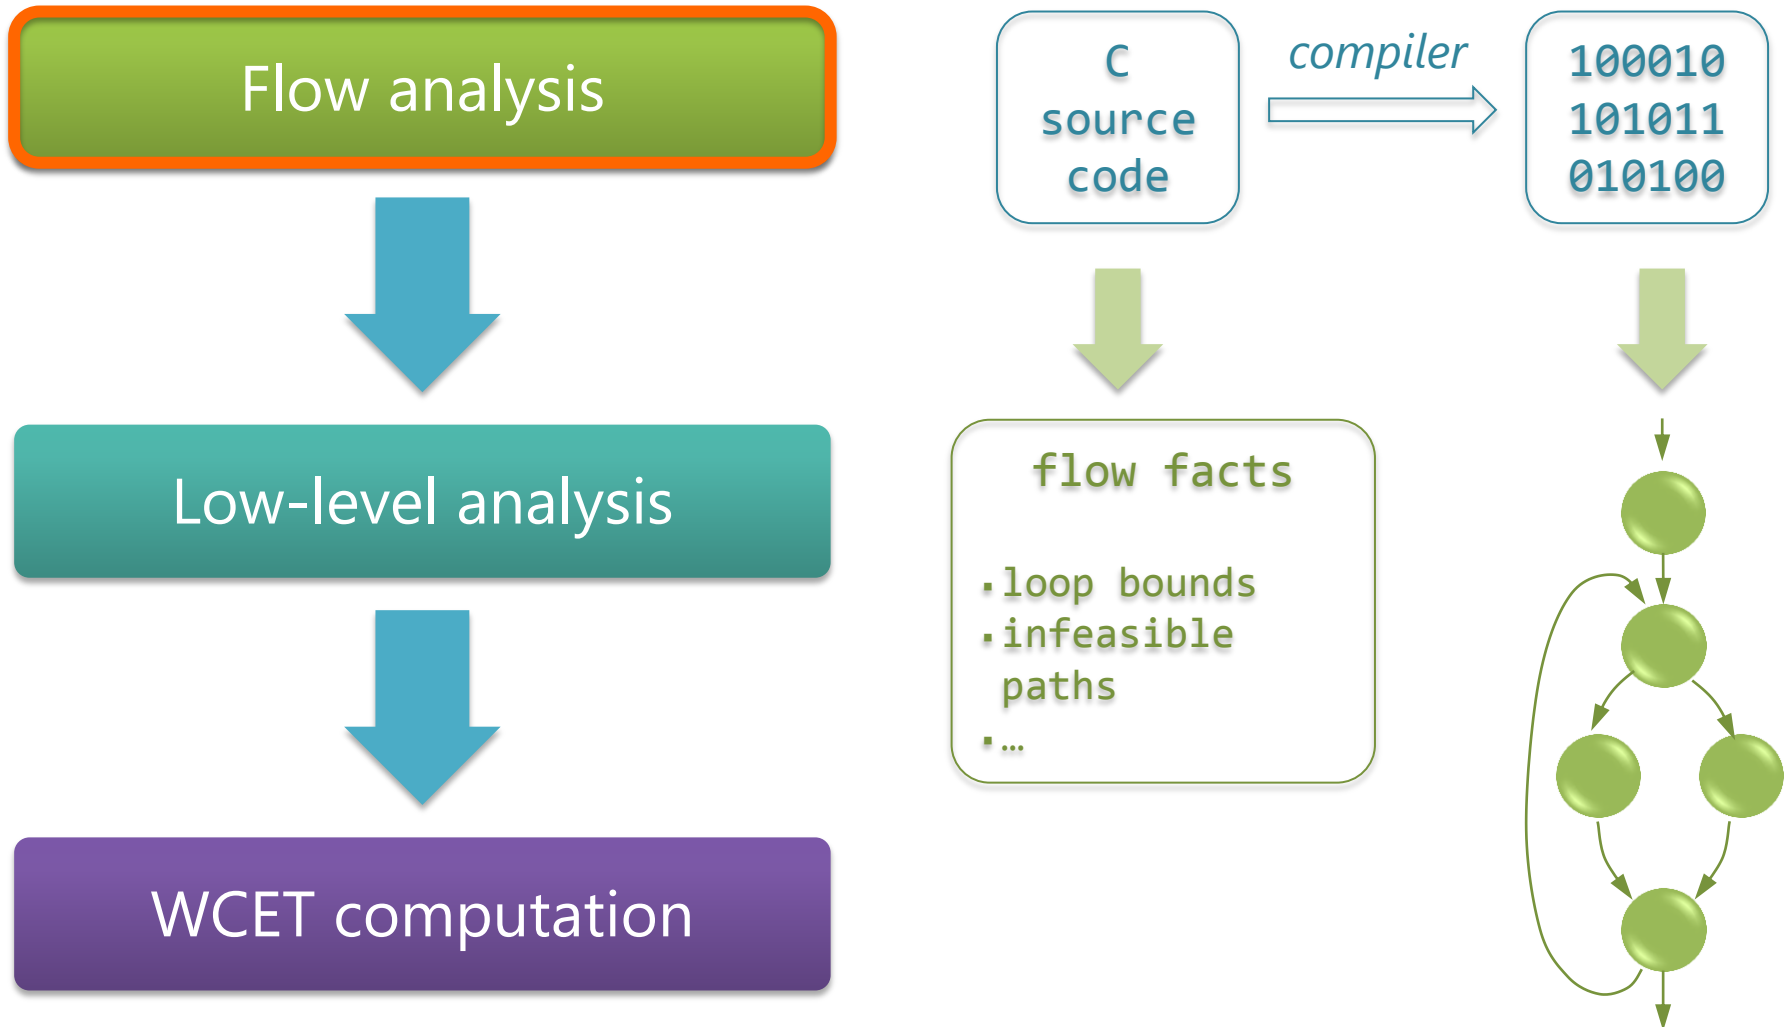 Flow analysis
Low-level analysis
WCET computation
C
source
code
compiler
100010
101011
010100
flow facts
▪loop bounds
▪infeasible
paths
▪…